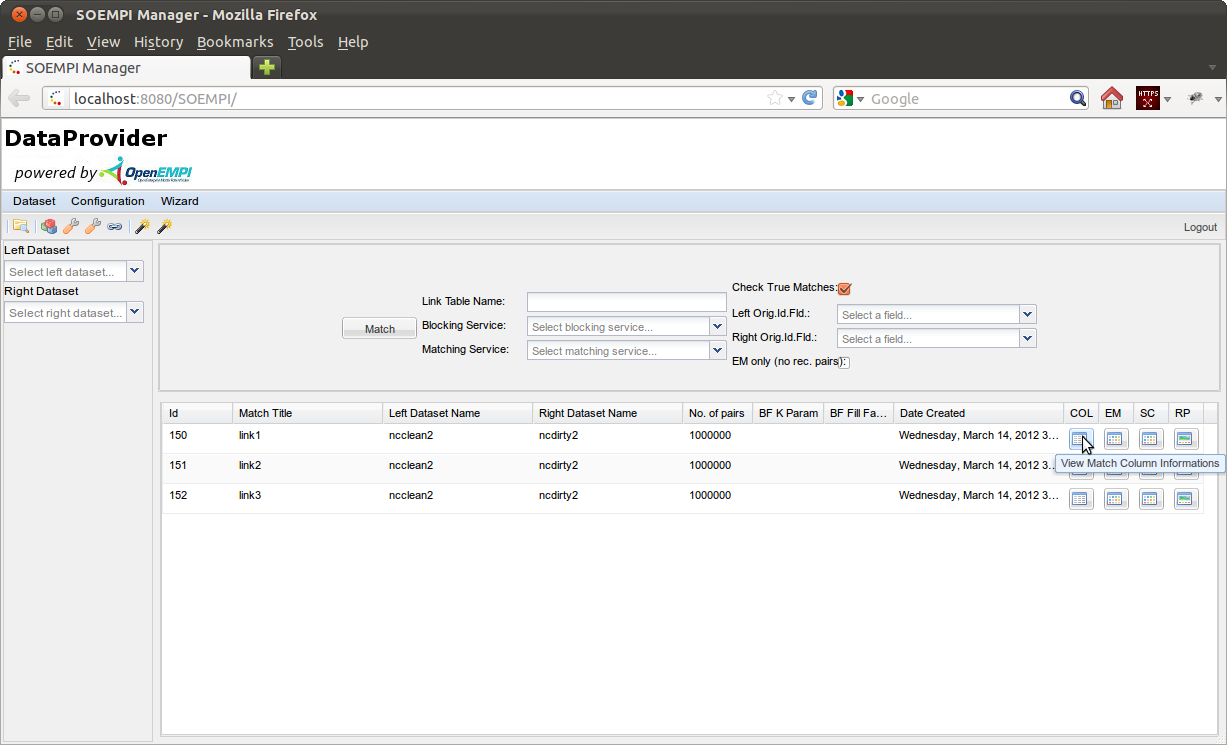 SOEMPI Manager - Mozilla Firefox
File Edit View History Bookmarks Tools Help
SOEMPI Manager
localhost:8080/SOEMPI/
Google
HTTPS
DataProvider
powered by OpenEMPI
Dataset Configuration Wizard
Logout
Left Dataset
Select left dataset...
Right Dataset
Select right dataset...
Match
Link Table Name:
Blocking Service: Select blocking service...
Matching Service: Select matching service...
Check True Matches:
Left Orig.Id.Fld.: Select a field...
Right Orig.Id.Fld.: Select a field...
EM only (no rec. pairs):
Id Match Title Left Dataset Name Right Dataset Name No. of pairs BF K Param BF Fill Fa... Date Created COL EM SC RP
150 link1 ncclean2 ncdirty2 1000000 Wednesday, March 14, 2012 3...
151 link2 ncclean2 ncdirty2 1000000 Wednesday, March 14, 2012 3...
View Match Column Informations
152 link3 ncclean2 ncdirty2 1000000 Wednesday, March 14, 2012 3...